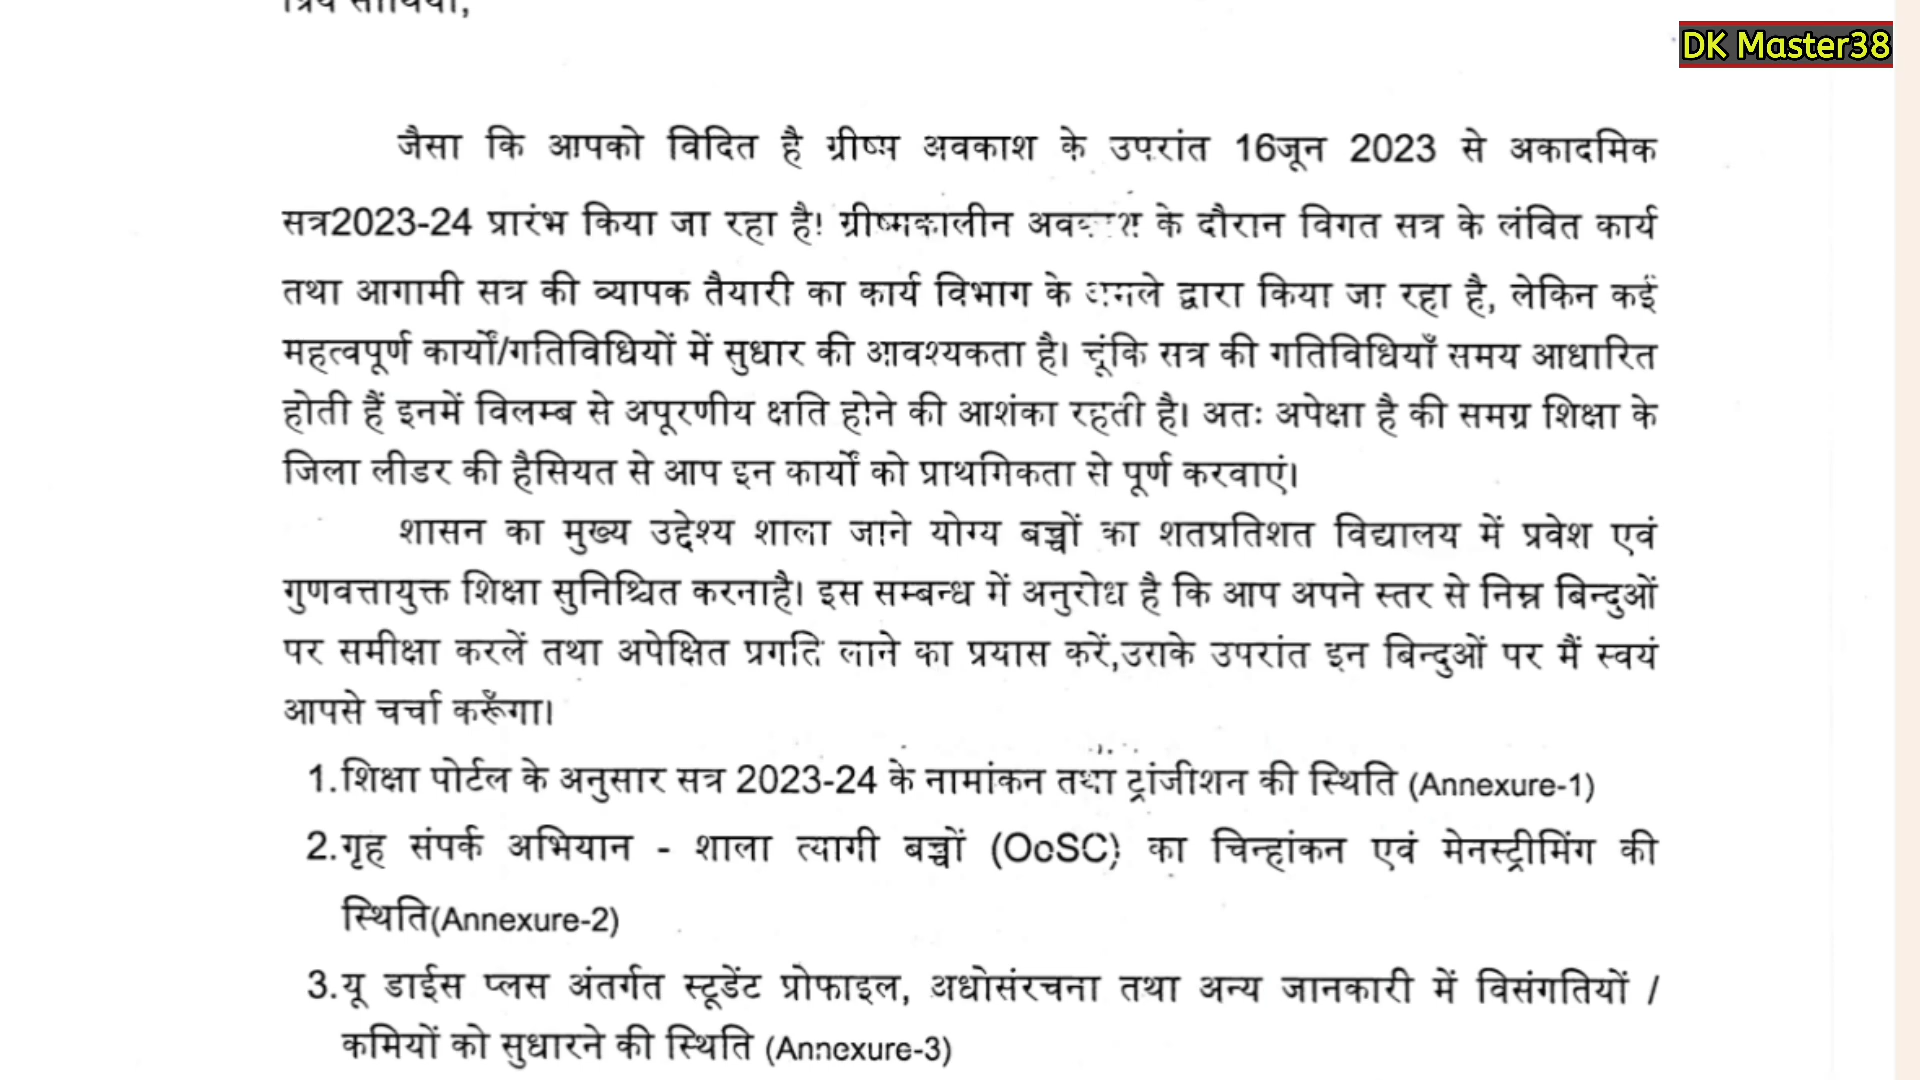 प्रिय साथियों,
DK Master38
जैसा कि आपको विदित है ग्रीष्म अवकाश के उपरांत 16जून 2023 से अकादमिक
सत्र2023-24 प्रारंभ किया जा रहा है! ग्रीष्मकालीन अवकाश के दौरान विगत सत्र के लंवित कार्य
तथा आगामी सत्र की व्यापक तैयारी का कार्य विभाग के अमले द्वारा किया जा रहा है, लेकिन कई
महत्वपूर्ण कार्यों/गतिविधियों में सुधार की आवश्यकता है। चूंकि सत्र की गतिविधियाँ समय आधारित
होती हैं इनमें विलम्ब से अपूरणीय क्षति होने की आशंका रहती है। अतः अपेक्षा है की समग्र शिक्षा के
जिला लीडर की हैसियत से आप इन कार्यों को प्राथमिकता से पूर्ण करवाएं।
शासन का मुख्य उद्देश्य शाला जाने योग्य बच्चों का शतप्रतिशत विद्यालय में प्रवेश एवं
गुणवत्तायुक्त शिक्षा सुनिश्चित करनाहै। इस सम्बन्ध में अनुरोध है कि आप अपने स्तर से निम्न बिन्दुओं
पर समीक्षा करलें तथा अपेक्षित प्रगति लाने का प्रयास करें,उसके उपरांत इन बिन्दुओं पर मैं स्वयं
आपसे चर्चा करूँगा।
1.शिक्षा पोर्टल के अनुसार सत्र 2023-24 के नामांकन तथा ट्रांजीशन की स्थिति (Annexure-1)
2.गृह संपर्क अभियान - शाला त्यागी बच्चों (OoSC) का चिन्हांकन एवं मेनस्ट्रीमिंग की
स्थिति(Annexure-2)
3.यू डाईस प्लस अंतर्गत स्टूडेंट प्रोफाइल, अधोसंरचना तथा अन्य जानकारी में विसंगतियों /
कमियों को सुधारने की स्थिति (Annexure-3)